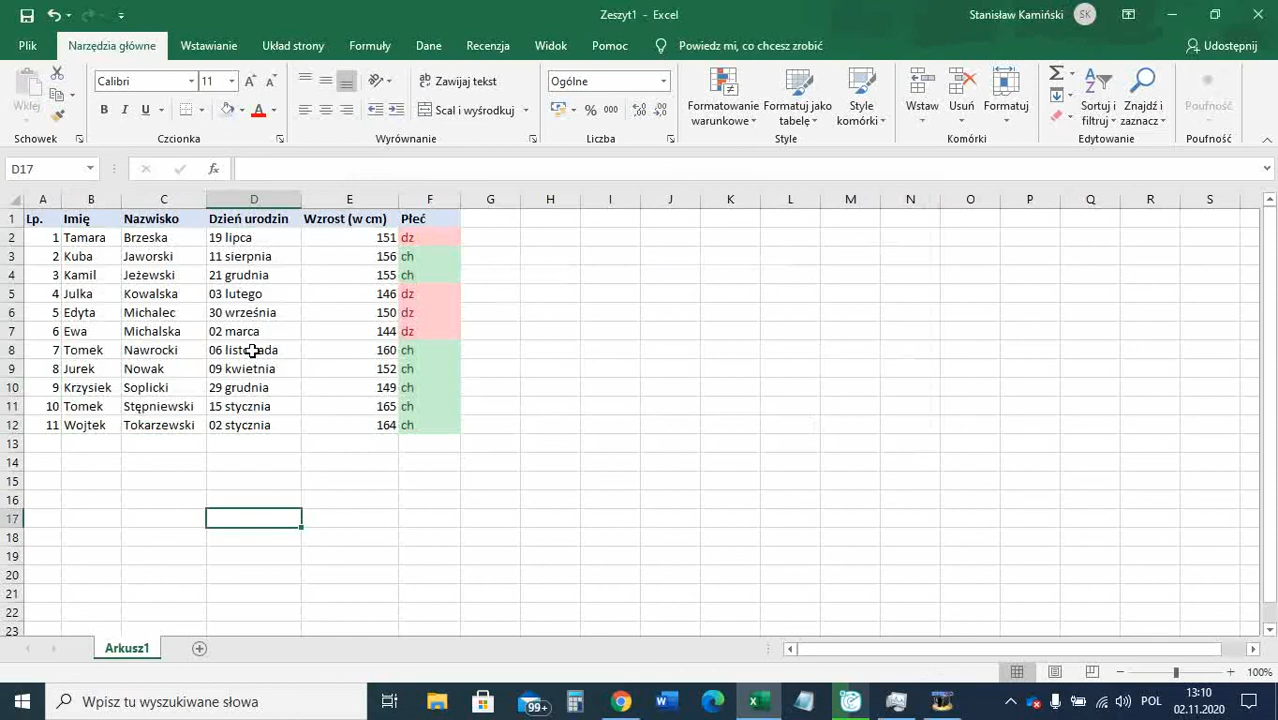 Zeszyt1 - Excel
Stanisław Kamiński SK
Plik Narzędzia główne Wstawianie Układ strony Formuły Dane Recenzja Widok Pomoc Powiedz mi, co chcesz zrobić Udostępnij
Wklej
Schowek
Calibri 11
B I U A
Czcionka
Zawijaj tekst
Scal i wyśrodkuj
Wyrównanie
Ogólne
% 000
Liczba
Formatowanie warunkowe
Formatuj jako tabelę
Style komórki
Style
Wstaw Usuń Formatuj
Komórki
Sortuj i filtruj
Znajdź i zaznacz
Edytowanie
Poufność
Poufność
D17 fx
A B C D E F G H I J K L M N O P Q R S
1 Lp. Imię Nazwisko Dzień urodzin Wzrost (w cm) Płeć
2 1 Tamara Brzeska 19 lipca 151 dz
3 2 Kuba Jaworski 11 sierpnia 156 ch
4 3 Kamil Jeżewski 21 grudnia 155 ch
5 4 Julka Kowalska 03 lutego 146 dz
6 5 Edyta Michalec 30 września 150 dz
7 6 Ewa Michalska 02 marca 144 dz
8 7 Tomek Nawrocki 06 listopada 160 ch
9 8 Jurek Nowak 09 kwietnia 152 ch
10 9 Krzysiek Soplicki 29 grudnia 149 ch
11 10 Tomek Stępniewski 15 stycznia 165 ch
12 11 Wojtek Tokarzewski 02 stycznia 164 ch
13
14
15
16
17
18
19
20
21
22
23
Arkusz1
100%
Wpisz tu wyszukiwane słowa
99+
POL
13:10
02.11.2020